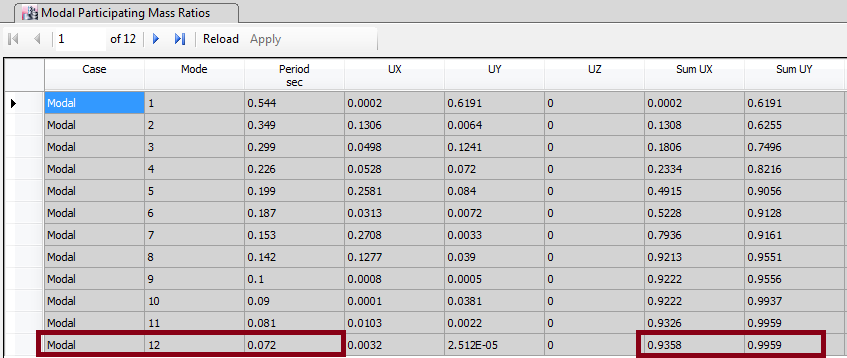 Modal Participating Mass Ratios
1 of 12 Reload Apply
Case Mode Period sec UX UY UZ Sum UX Sum UY
Modal 1 0.544 0.0002 0.6191 0 0.0002 0.6191
Modal 2 0.349 0.1306 0.0064 0 0.1308 0.6255
Modal 3 0.299 0.0498 0.1241 0 0.1806 0.7496
Modal 4 0.226 0.0528 0.072 0 0.2334 0.8216
Modal 5 0.199 0.2581 0.084 0 0.4915 0.9056
Modal 6 0.187 0.0313 0.0072 0 0.5228 0.9128
Modal 7 0.153 0.2708 0.0033 0 0.7936 0.9161
Modal 8 0.142 0.1277 0.039 0 0.9213 0.9551
Modal 9 0.1 0.0008 0.0005 0 0.9222 0.9556
Modal 10 0.09 0.0001 0.0381 0 0.9222 0.9937
Modal 11 0.081 0.0103 0.0022 0 0.9326 0.9959
Modal 12 0.072 0.0032 2.512E-05 0 0.9358 0.9959